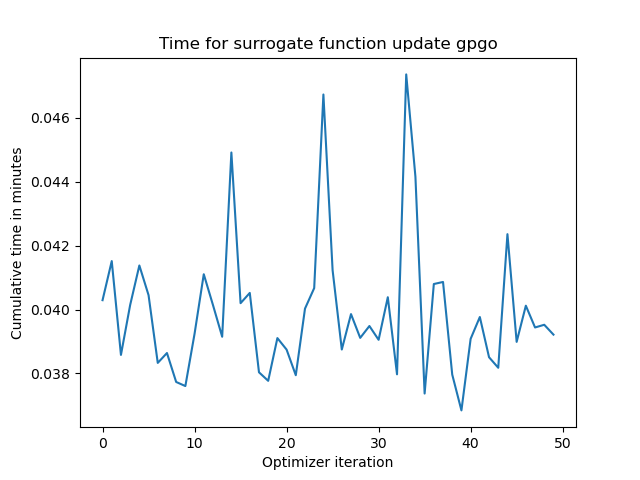 Time for surrogate function update gpgo
Cumulative time in minutes
0.046
0.044
0.042
0.040
0.038
0 10 20 30 40 50
Optimizer iteration